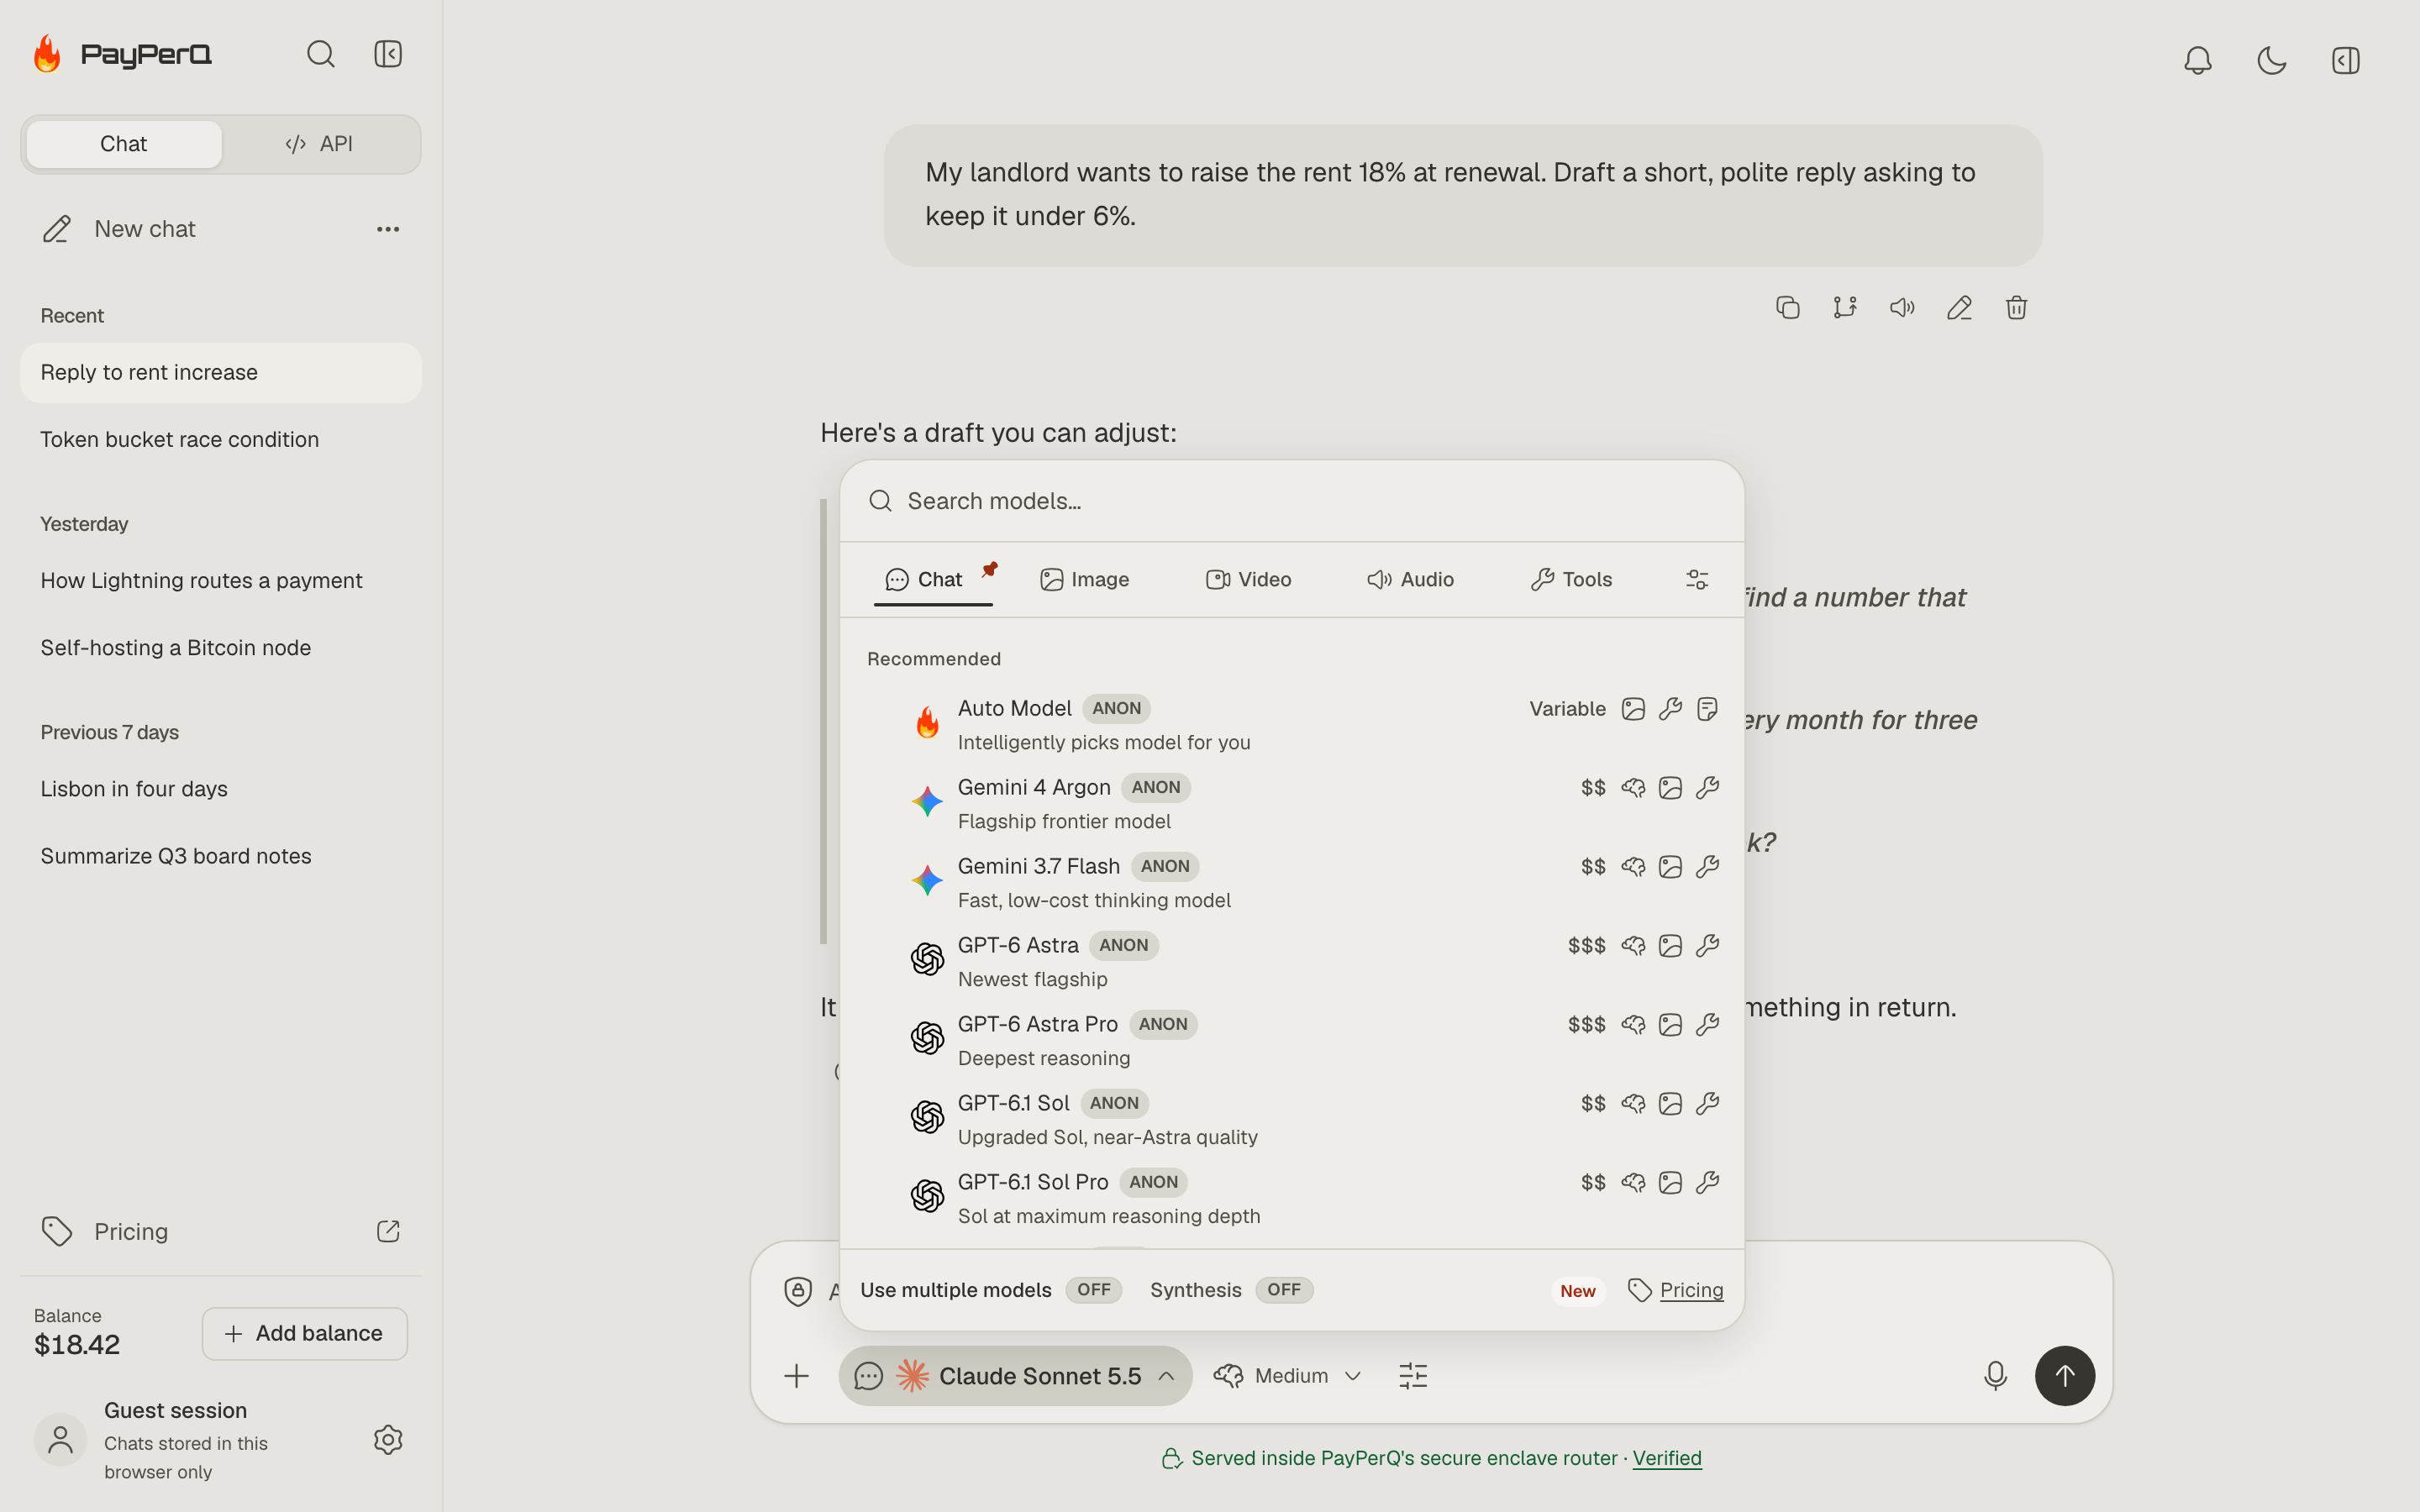 PayPerQ
Chat
API
New chat
Recent
Reply to rent increase
Token bucket race condition
Yesterday
How Lightning routes a payment
Self-hosting a Bitcoin node
Previous 7 days
Lisbon in four days
Summarize Q3 board notes
Pricing
Balance
$18.42
Add balance
Guest session
Chats stored in this
browser only
My landlord wants to raise the rent 18% at renewal. Draft a short, polite reply asking to
keep it under 6%.
Here's a draft you can adjust:
find a number that
ery month for three
k?
It
mething in return.
Search models...
Chat
Image
Video
Audio
Tools
Recommended
Auto Model ANON Variable
Intelligently picks model for you
Gemini 4 Argon ANON $$
Flagship frontier model
Gemini 3.7 Flash ANON $$
Fast, low-cost thinking model
GPT-6 Astra ANON $$$
Newest flagship
GPT-6 Astra Pro ANON $$$
Deepest reasoning
GPT-6.1 Sol ANON $$
Upgraded Sol, near-Astra quality
GPT-6.1 Sol Pro ANON $$
Sol at maximum reasoning depth
Use multiple models OFF Synthesis OFF New Pricing
Claude Sonnet 5.5 Medium
Served inside PayPerQ's secure enclave router · Verified